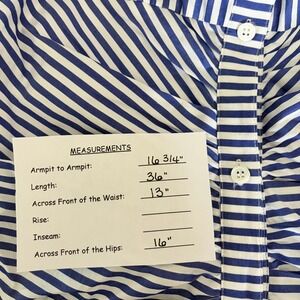 MEASUREMENTS
Armpit to Armpit: 16 3/4"
Length: 36"
Across Front of the Waist: 13"
Rise:
Inseam:
Across Front of the Hips: 16"